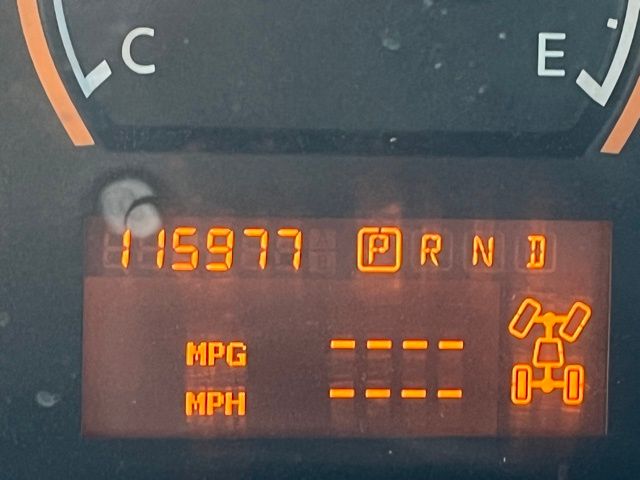 C E
115977 P R N D
MPG ----
MPH ----